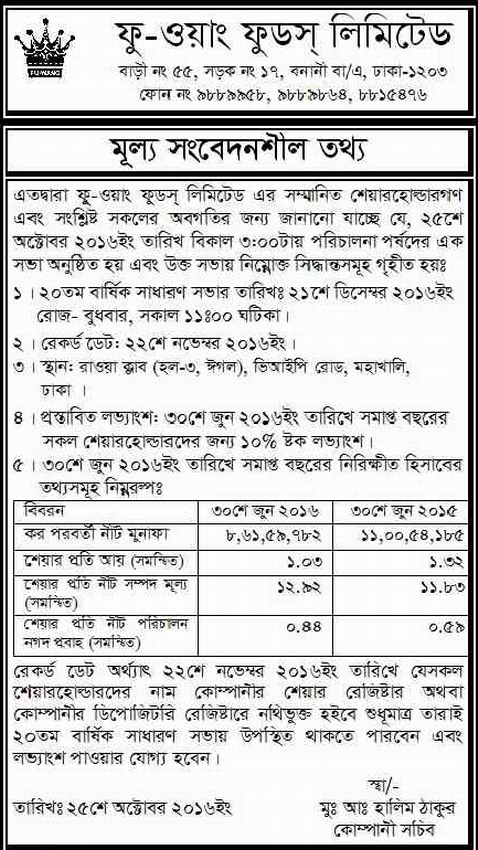 FU-WANG
ফু-ওয়াং ফুডস্ লিমিটেড
বাড়ী নং ৫৫, সড়ক নং ১৭, বনানী বা/এ, ঢাকা-১২০৩
ফোন নং ৯৮৮৯৯৫৮, ৯৮৮৯৮৬৪, ৮৮১৫৪৭৬
মূল্য সংবেদনশীল তথ্য
এতদ্বারা ফু-ওয়াং ফুডস্ লিমিটেড এর সম্মানিত শেয়ারহোল্ডারগণ
এবং সংশ্লিষ্ট সকলের অবগতির জন্য জানানো যাচ্ছে যে, ২৫শে
অক্টোবর ২০১৬ইং তারিখ বিকাল ৩:০০টায় পরিচালনা পর্ষদের এক
সভা অনুষ্ঠিত হয় এবং উক্ত সভায় নিম্নোক্ত সিদ্ধান্তসমূহ গৃহীত হয়ঃ
১। ২০তম বার্ষিক সাধারণ সভার তারিখঃ ২১শে ডিসেম্বর ২০১৬ইং
রোজ- বুধবার, সকাল ১১ঃ০০ ঘটিকা।
২। রেকর্ড ডেট: ২২শে নভেম্বর ২০১৬ইং।
৩। স্থান: রাওয়া ক্লাব (হল-৩, ঈগল), ভিআইপি রোড, মহাখালি,
ঢাকা ।
৪। প্রস্তাবিত লভ্যাংশ: ৩০শে জুন ২০১৬ইং তারিখে সমাপ্ত বছরের
সকল শেয়ারহোল্ডারদের জন্য ১০% ষ্টক লভ্যাংশ।
৫। ৩০শে জুন ২০১৬ইং তারিখে সমাপ্ত বছরের নিরিক্ষীত হিসাবের
তথ্যসমূহ নিম্নরূপঃ
বিবরন ৩০শে জুন ২০১৬ ৩০শে জুন ২০১৫
কর পরবর্তী নীট মুনাফা ৮,৬১,৫৯,৭৮২ ১১,০০,৫৪,১৮৫
শেয়ার প্রতি আয় (সমন্বিত) ১.০৩ ১.৩২
শেয়ার প্রতি নীট সম্পদ মূল্য ১২.৯২ ১১.৮৩
(সমন্বিত)
শেয়ার প্রতি নীট পরিচালন ০.৪৪ ০.৫৯
নগদ প্রবাহ (সমন্বিত)
রেকর্ড ডেট অর্থ্যাৎ ২২শে নভেম্বর ২০১৬ইং তারিখে যেসকল
শেয়ারহোল্ডারদের নাম কোম্পানীর শেয়ার রেজিষ্টার অথবা
কোম্পানীর ডিপোজিটরি রেজিষ্টারে নথিভুক্ত হইবে শুধুমাত্র তারাই
২০তম বার্ষিক সাধারণ সভায় উপস্থিত থাকতে পারবেন এবং
লভ্যাংশ পাওয়ার যোগ্য হবেন।
স্বা/-
তারিখঃ ২৫শে অক্টোবর ২০১৬ইং মুঃ আঃ হালিম ঠাকুর
কোম্পানী সচিব